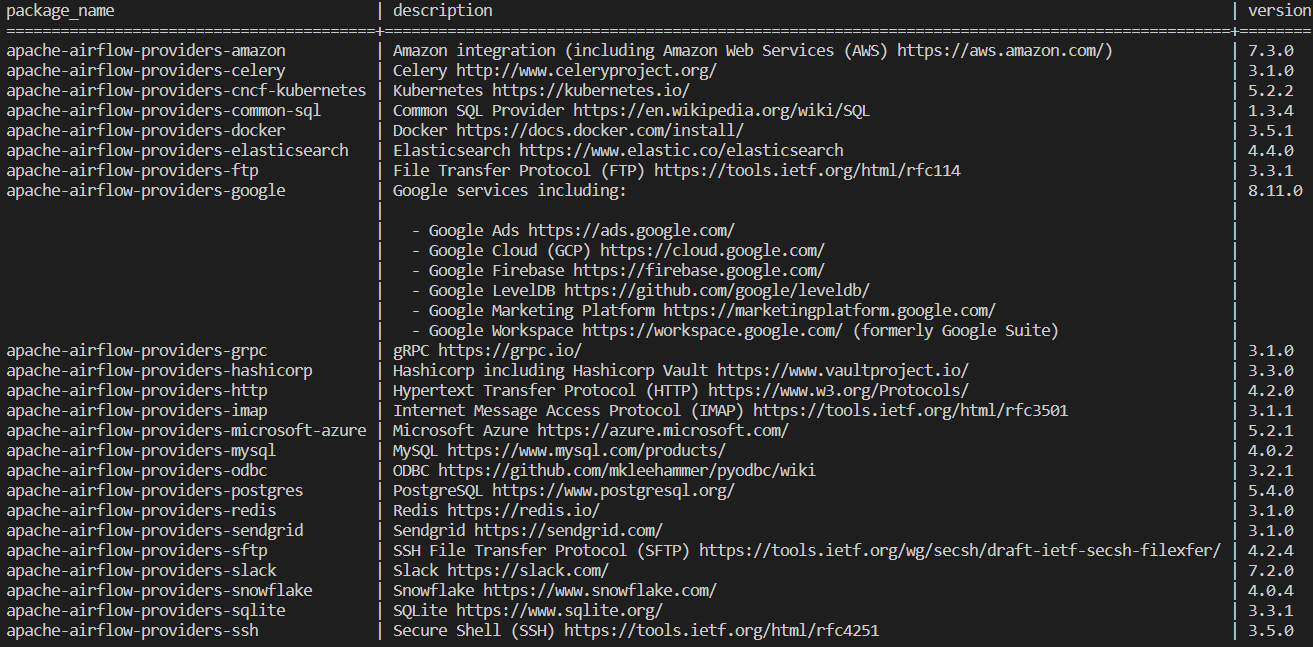 package_name | description | version
=========================================+==============================================================================================+========
apache-airflow-providers-amazon | Amazon integration (including Amazon Web Services (AWS) https://aws.amazon.com/) | 7.3.0
apache-airflow-providers-celery | Celery http://www.celeryproject.org/ | 3.1.0
apache-airflow-providers-cncf-kubernetes | Kubernetes https://kubernetes.io/ | 5.2.2
apache-airflow-providers-common-sql | Common SQL Provider https://en.wikipedia.org/wiki/SQL | 1.3.4
apache-airflow-providers-docker | Docker https://docs.docker.com/install/ | 3.5.1
apache-airflow-providers-elasticsearch | Elasticsearch https://www.elastic.co/elasticsearch | 4.4.0
apache-airflow-providers-ftp | File Transfer Protocol (FTP) https://tools.ietf.org/html/rfc114 | 3.3.1
apache-airflow-providers-google | Google services including: | 8.11.0
| |
| - Google Ads https://ads.google.com/ |
| - Google Cloud (GCP) https://cloud.google.com/ |
| - Google Firebase https://firebase.google.com/ |
| - Google LevelDB https://github.com/google/leveldb/ |
| - Google Marketing Platform https://marketingplatform.google.com/ |
| - Google Workspace https://workspace.google.com/ (formerly Google Suite) |
apache-airflow-providers-grpc | gRPC https://grpc.io/ | 3.1.0
apache-airflow-providers-hashicorp | Hashicorp including Hashicorp Vault https://www.vaultproject.io/ | 3.3.0
apache-airflow-providers-http | Hypertext Transfer Protocol (HTTP) https://www.w3.org/Protocols/ | 4.2.0
apache-airflow-providers-imap | Internet Message Access Protocol (IMAP) https://tools.ietf.org/html/rfc3501 | 3.1.1
apache-airflow-providers-microsoft-azure | Microsoft Azure https://azure.microsoft.com/ | 5.2.1
apache-airflow-providers-mysql | MySQL https://www.mysql.com/products/ | 4.0.2
apache-airflow-providers-odbc | ODBC https://github.com/mkleehammer/pyodbc/wiki | 3.2.1
apache-airflow-providers-postgres | PostgreSQL https://www.postgresql.org/ | 5.4.0
apache-airflow-providers-redis | Redis https://redis.io/ | 3.1.0
apache-airflow-providers-sendgrid | Sendgrid https://sendgrid.com/ | 3.1.0
apache-airflow-providers-sftp | SSH File Transfer Protocol (SFTP) https://tools.ietf.org/wg/secsh/draft-ietf-secsh-filexfer/ | 4.2.4
apache-airflow-providers-slack | Slack https://slack.com/ | 7.2.0
apache-airflow-providers-snowflake | Snowflake https://www.snowflake.com/ | 4.0.4
apache-airflow-providers-sqlite | SQLite https://www.sqlite.org/ | 3.3.1
apache-airflow-providers-ssh | Secure Shell (SSH) https://tools.ietf.org/html/rfc4251 | 3.5.0